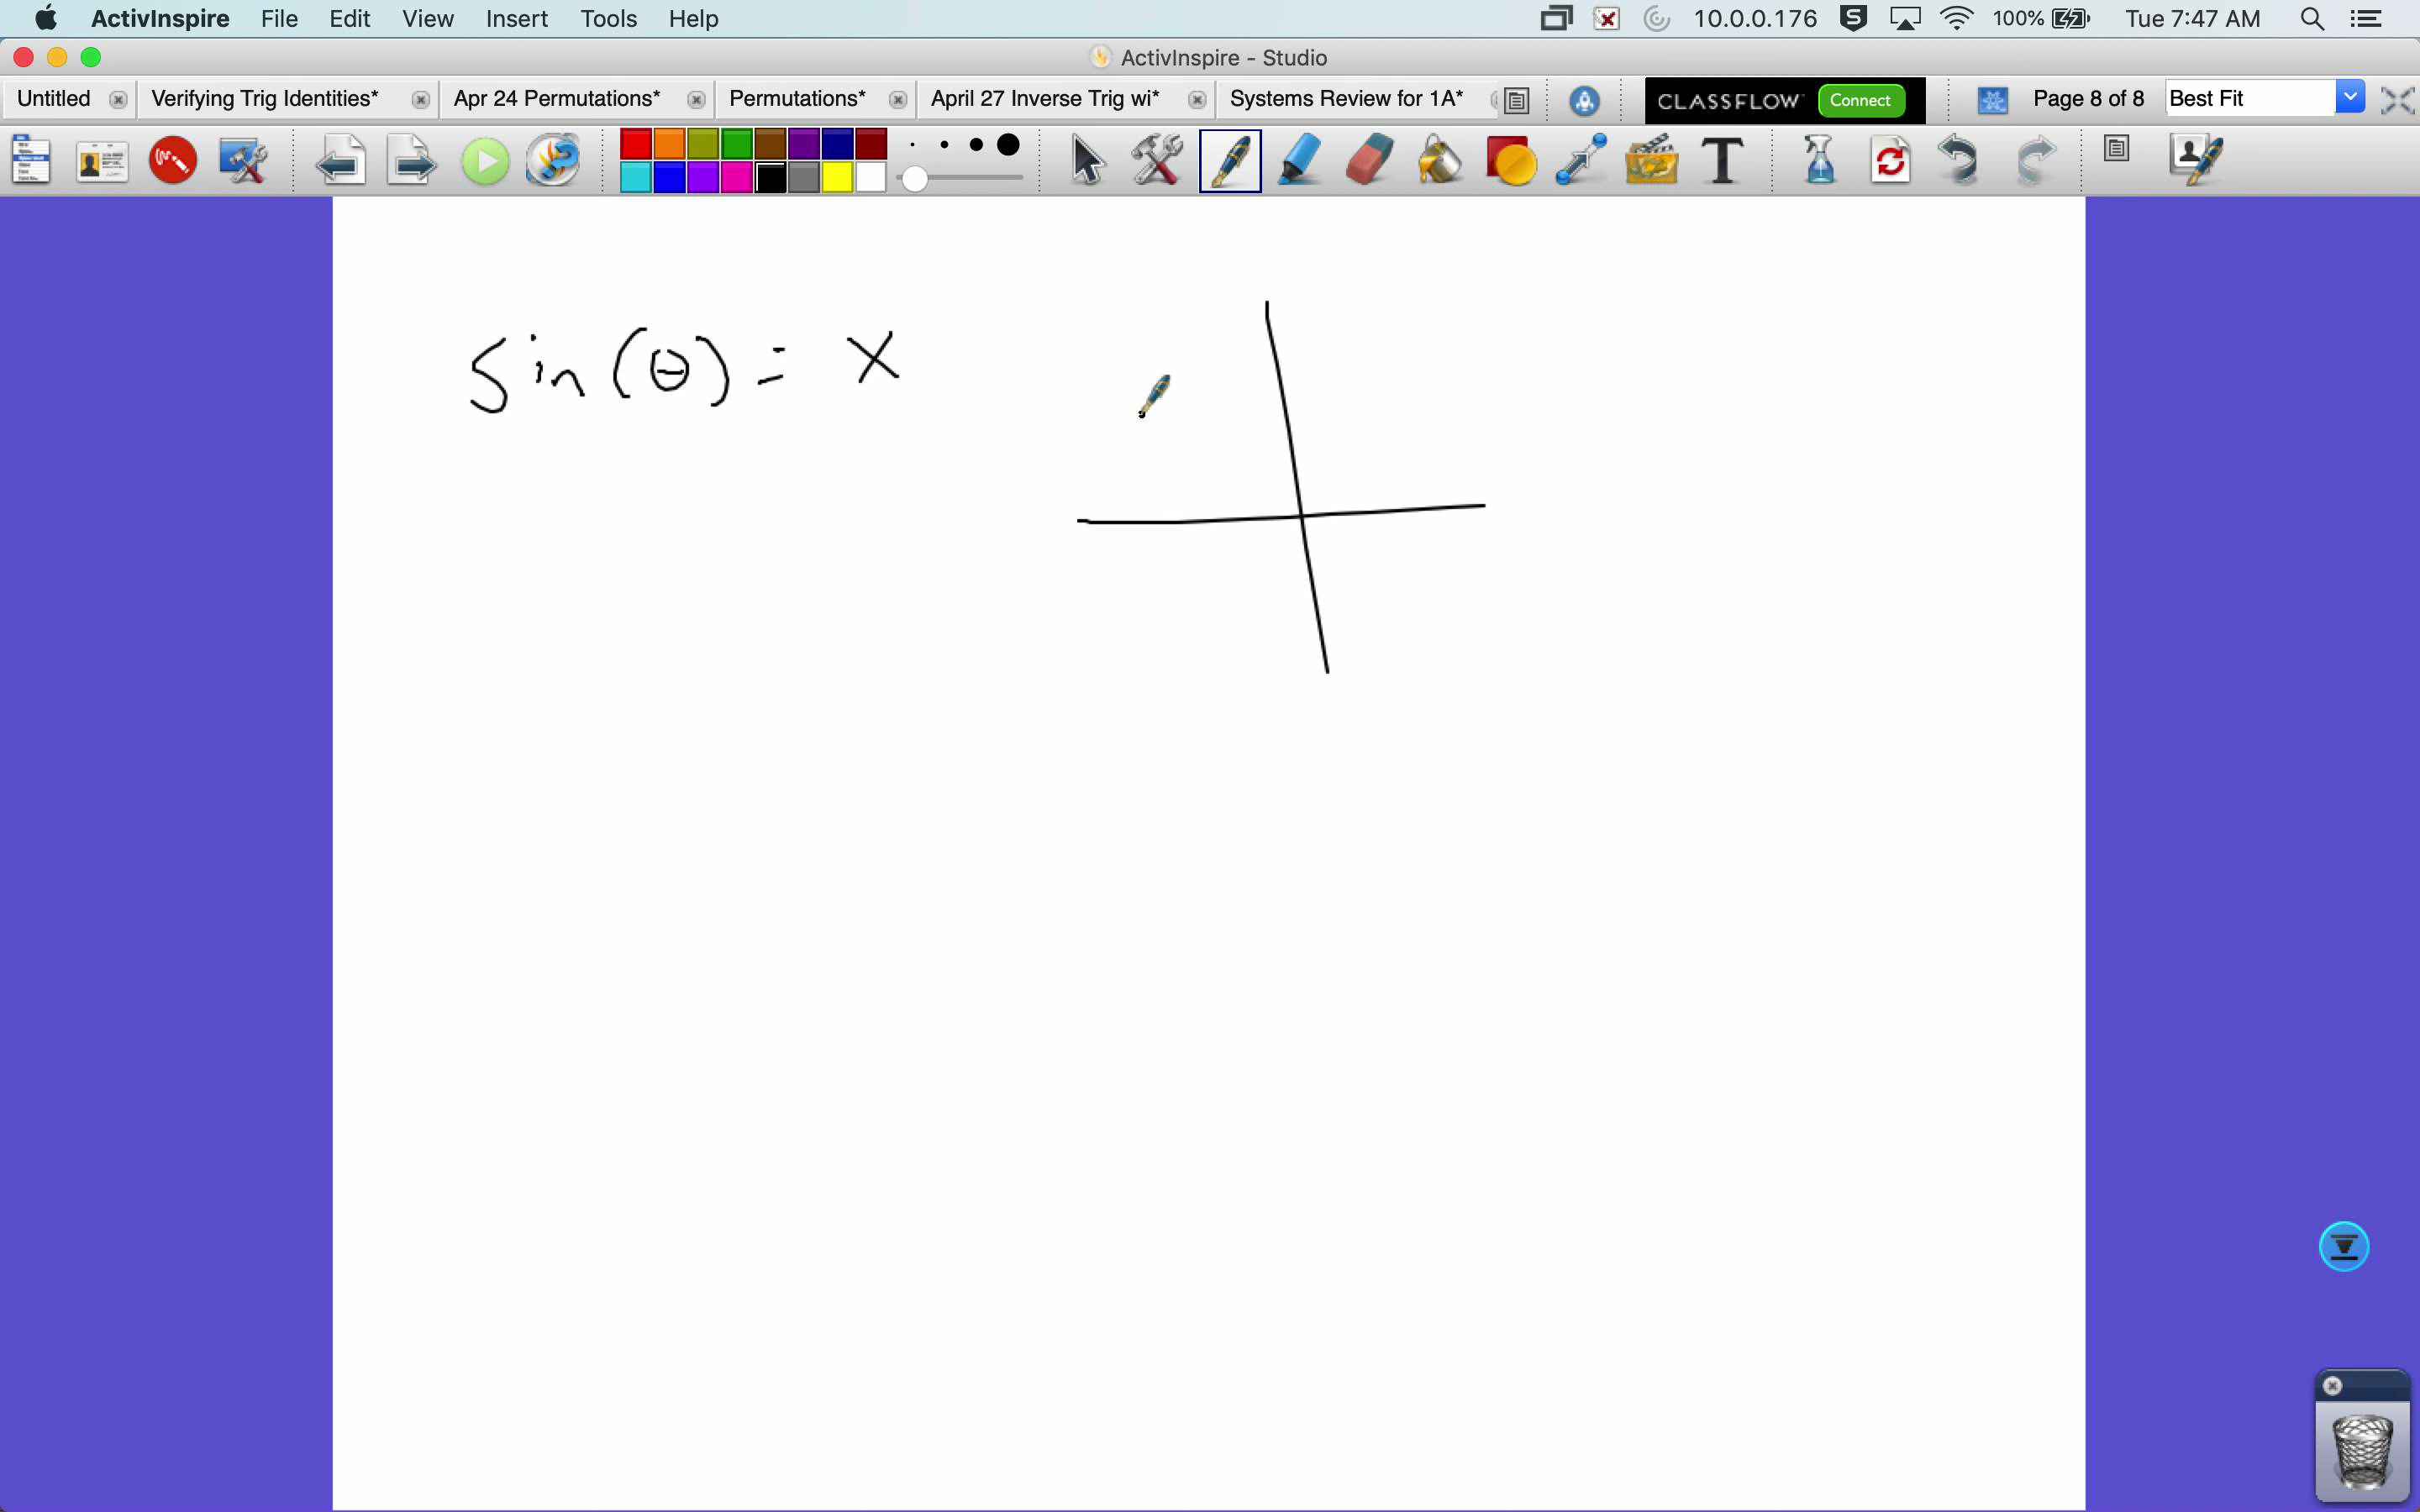 ActivInspire File Edit View Insert Tools Help 10.0.0.176 S 100% Tue 7:47 AM
ActivInspire - Studio
Untitled Verifying Trig Identities* Apr 24 Permutations* Permutations* April 27 Inverse Trig wi* Systems Review for 1A* CLASSFLOW Connect Page 8 of 8 Best Fit
T
Sin(θ) = X